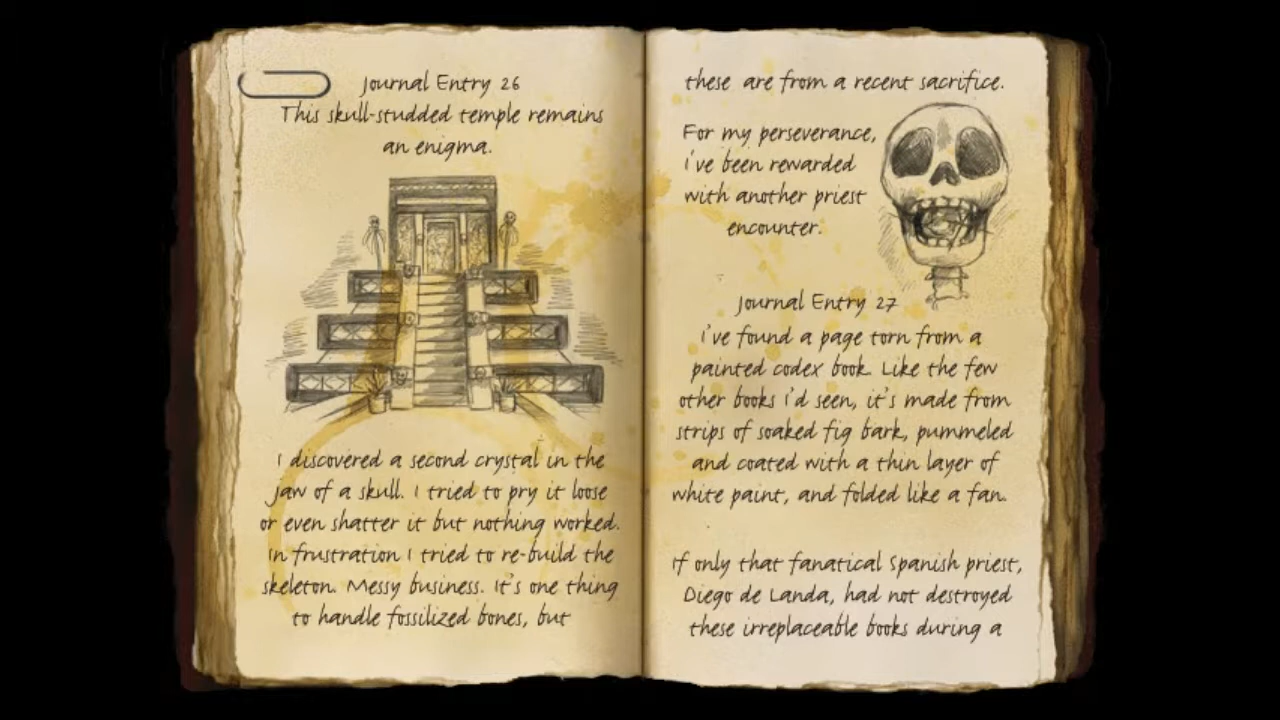 Journal Entry 26
This skull-studded temple remains
an enigma.
I discovered a second crystal in the
jaw of a skull. I tried to pry it loose
or even shatter it but nothing worked.
In frustration I tried to re-build the
skeleton. Messy business. It's one thing
to handle fossilized bones, but
these are from a recent sacrifice.
For my perseverance,
I've been rewarded
with another priest
encounter.
Journal Entry 27
I've found a page torn from a
painted codex book. Like the few
other books I'd seen, it's made from
strips of soaked fig bark, pummeled
and coated with a thin layer of
white paint, and folded like a fan.
If only that fanatical Spanish priest,
Diego de Landa, had not destroyed
these irreplaceable books during a